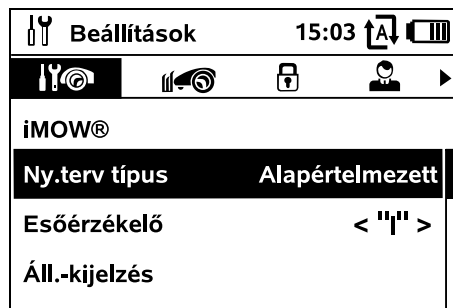 Beállítások 15:03 A
iMOW®
Ny.terv típus Alapértelmezett
Esőérzékelő < "|" >
Áll.-kijelzés